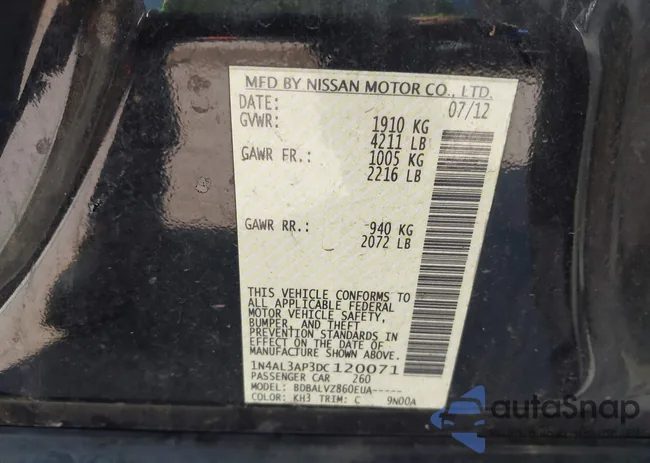 MFD BY NISSAN MOTOR CO., LTD.
DATE: 07/12
GVWR: 1910 KG
4211 LB
GAWR FR.: 1005 KG
2216 LB
GAWR RR.: 940 KG
2072 LB
THIS VEHICLE CONFORMS TO
ALL APPLICABLE FEDERAL
MOTOR VEHICLE SAFETY,
BUMPER, AND THEFT
PREVENTION STANDARDS IN
EFFECT ON THE DATE OF
MANUFACTURE SHOWN ABOVE.
1N4AL3AP3DC120071
PASSENGER CAR 260
MODEL: BDBALVZ860EUA-----
COLOR: KH3 TRIM: C 9N00A
autoSnap